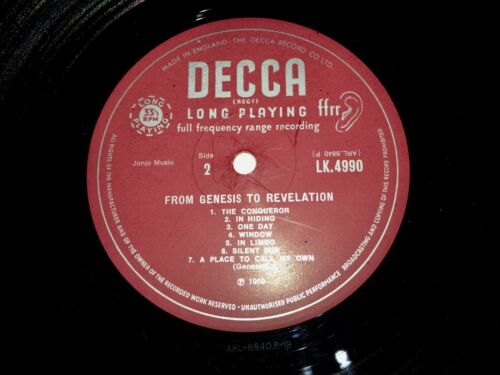 MADE IN ENGLAND · THE DECCA RECORD CO. LTD.
DECCA
(REGT)
LONG PLAYING
ffrr
full frequency range recording
LONG
33⅓
RPM
PLAYING
(ARL.8840 P)
Jonjo Music
Side
2
LK.4990
FROM GENESIS TO REVELATION
1. THE CONQUEROR
2. IN HIDING
3. ONE DAY
4. WINDOW
5. IN LIMBO
6. SILENT SUN
7. A PLACE TO CALL MY OWN
(Genesis)
℗ 1969
ALL RIGHTS OF THE MANUFACTURER AND OF THE OWNER OF THE RECORDED WORK RESERVED · UNAUTHORISED PUBLIC PERFORMANCE BROADCASTING AND COPYING OF THIS RECORD PROHIBITED
ARL-8840.P-1B